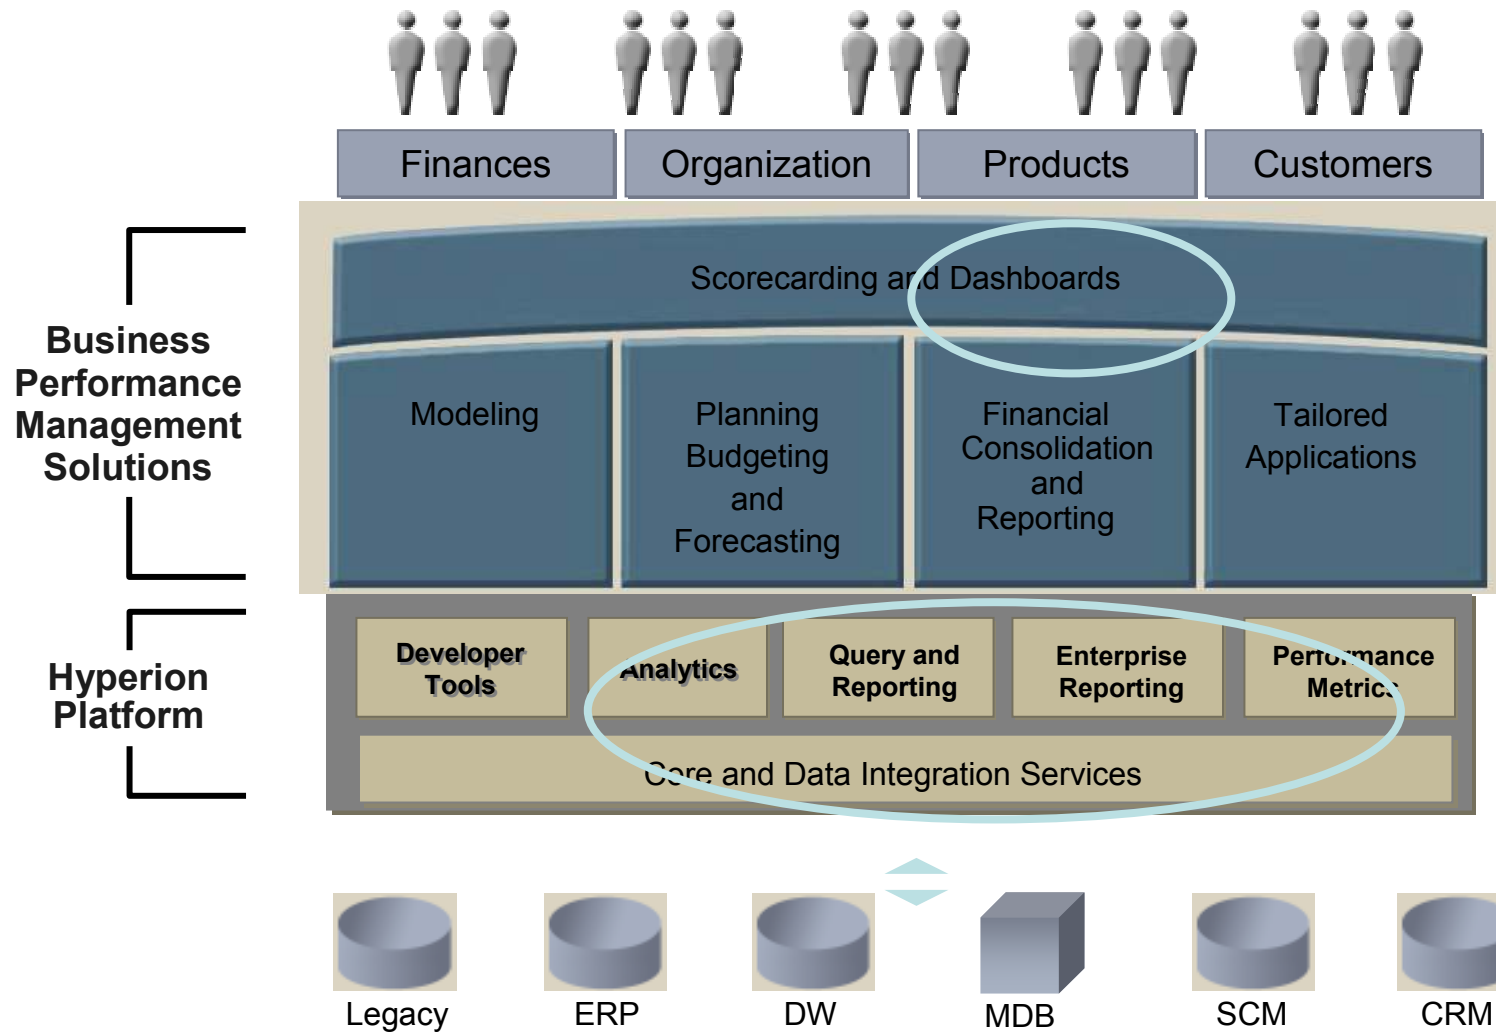 Finances
Organization
Products
Customers
Scorecarding and Dashboards
Business
Performance
Management
Solutions
Modeling
Planning
Budgeting
and
Forecasting
Financial
Consolidation
and
Reporting
Tailored
Applications
Hyperion
Platform
Developer
Tools
Analytics
Query and
Reporting
Enterprise
Reporting
Performance
Metrics
Core and Data Integration Services
Legacy
ERP
DW
MDB
SCM
CRM